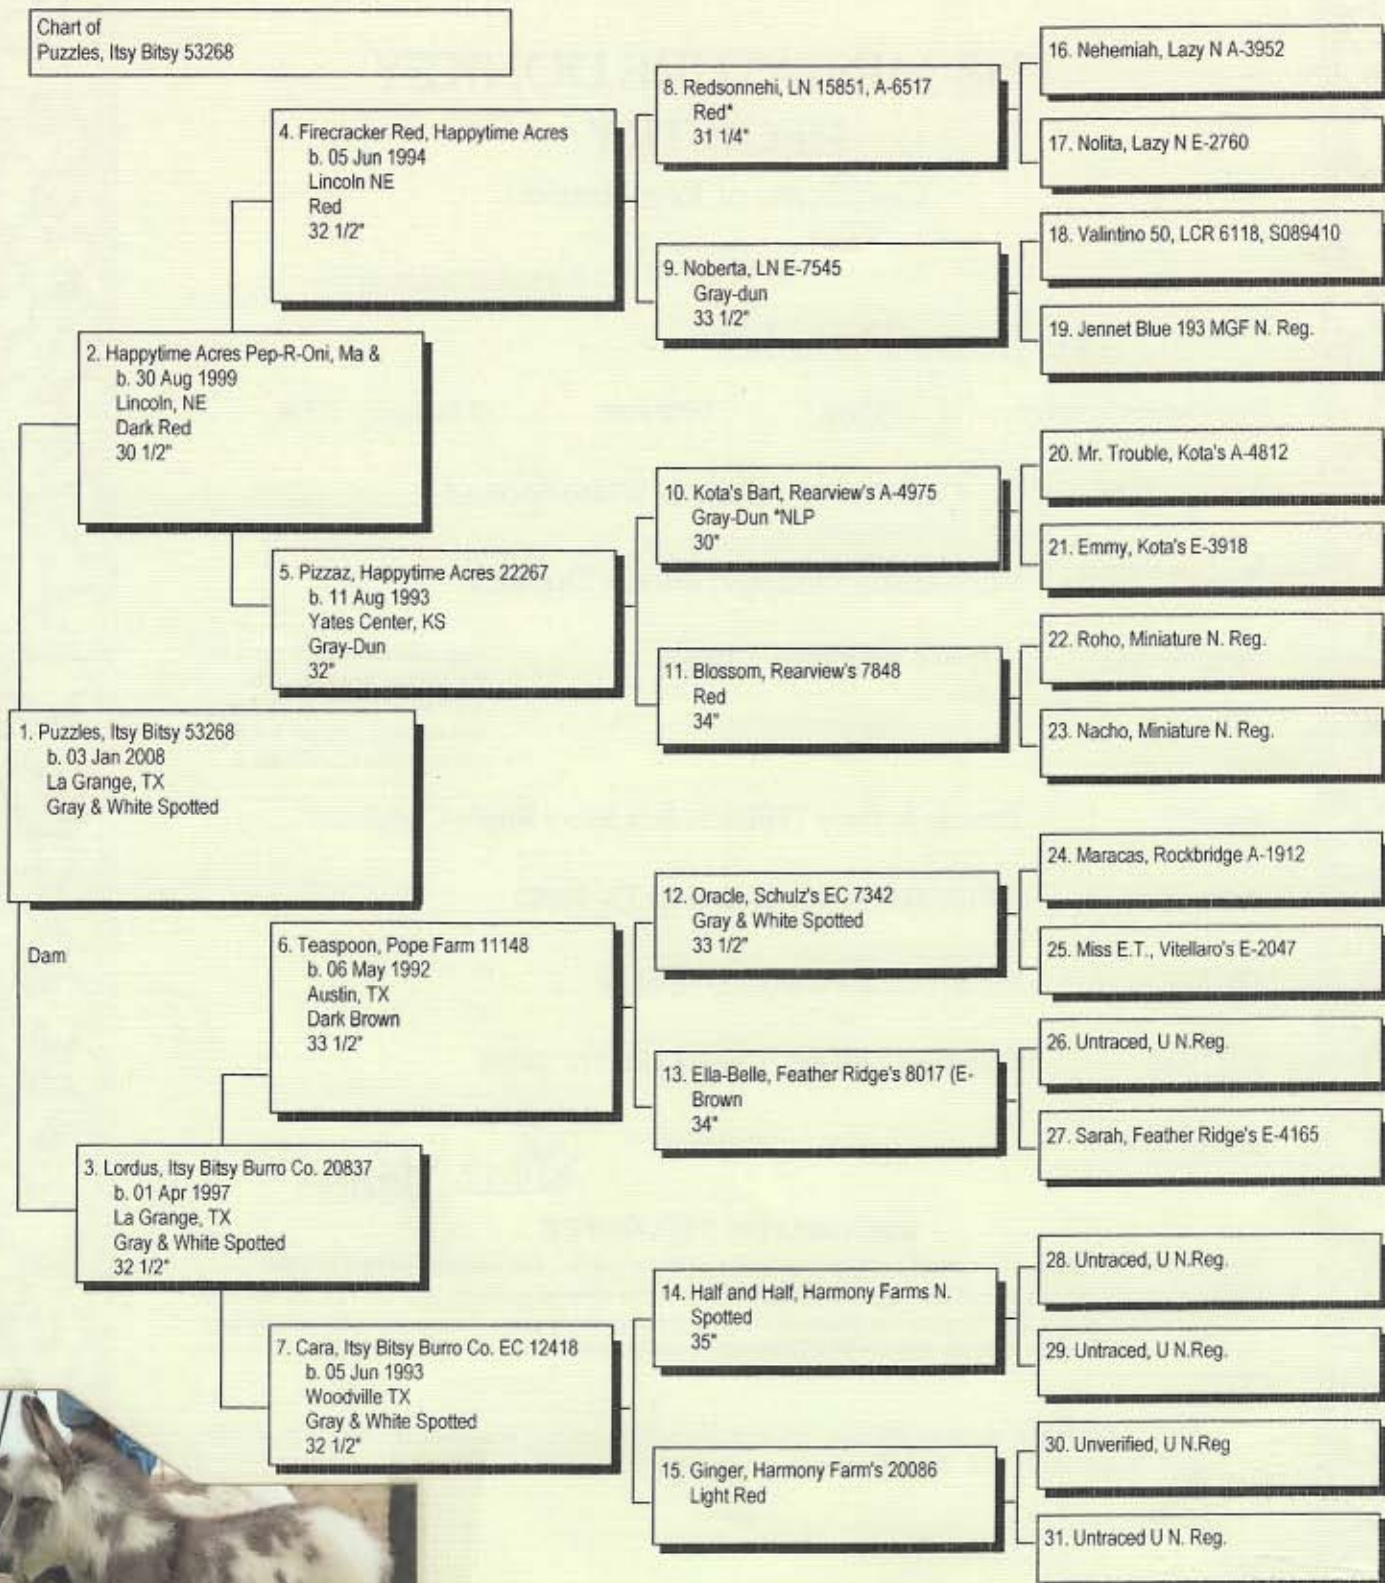 Chart of
Puzzles, Itsy Bitsy 53268
1. Puzzles, Itsy Bitsy 53268
b. 03 Jan 2008
La Grange, TX
Gray & White Spotted
Dam
2. Happytime Acres Pep-R-Oni, Ma &
b. 30 Aug 1999
Lincoln, NE
Dark Red
30 1/2"
3. Lordus, Itsy Bitsy Burro Co. 20837
b. 01 Apr 1997
La Grange, TX
Gray & White Spotted
32 1/2"
4. Firecracker Red, Happytime Acres
b. 05 Jun 1994
Lincoln NE
Red
32 1/2"
5. Pizzaz, Happytime Acres 22267
b. 11 Aug 1993
Yates Center, KS
Gray-Dun
32"
6. Teaspoon, Pope Farm 11148
b. 06 May 1992
Austin, TX
Dark Brown
33 1/2"
7. Cara, Itsy Bitsy Burro Co. EC 12418
b. 05 Jun 1993
Woodville TX
Gray & White Spotted
32 1/2"
8. Redsonnehi, LN 15851, A-6517
Red*
31 1/4"
9. Noberta, LN E-7545
Gray-dun
33 1/2"
10. Kota's Bart, Rearview's A-4975
Gray-Dun *NLP
30"
11. Blossom, Rearview's 7848
Red
34"
12. Oracle, Schulz's EC 7342
Gray & White Spotted
33 1/2"
13. Ella-Belle, Feather Ridge's 8017 (E-
Brown
34"
14. Half and Half, Harmony Farms N.
Spotted
35"
15. Ginger, Harmony Farm's 20086
Light Red
16. Nehemiah, Lazy N A-3952
17. Nolita, Lazy N E-2760
18. Valintino 50, LCR 6118, S089410
19. Jennet Blue 193 MGF N. Reg.
20. Mr. Trouble, Kota's A-4812
21. Emmy, Kota's E-3918
22. Roho, Miniature N. Reg.
23. Nacho, Miniature N. Reg.
24. Maracas, Rockbridge A-1912
25. Miss E.T., Vitellaro's E-2047
26. Untraced, U N.Reg.
27. Sarah, Feather Ridge's E-4165
28. Untraced, U N.Reg.
29. Untraced, U N.Reg.
30. Unverified, U N.Reg
31. Untraced U N. Reg.